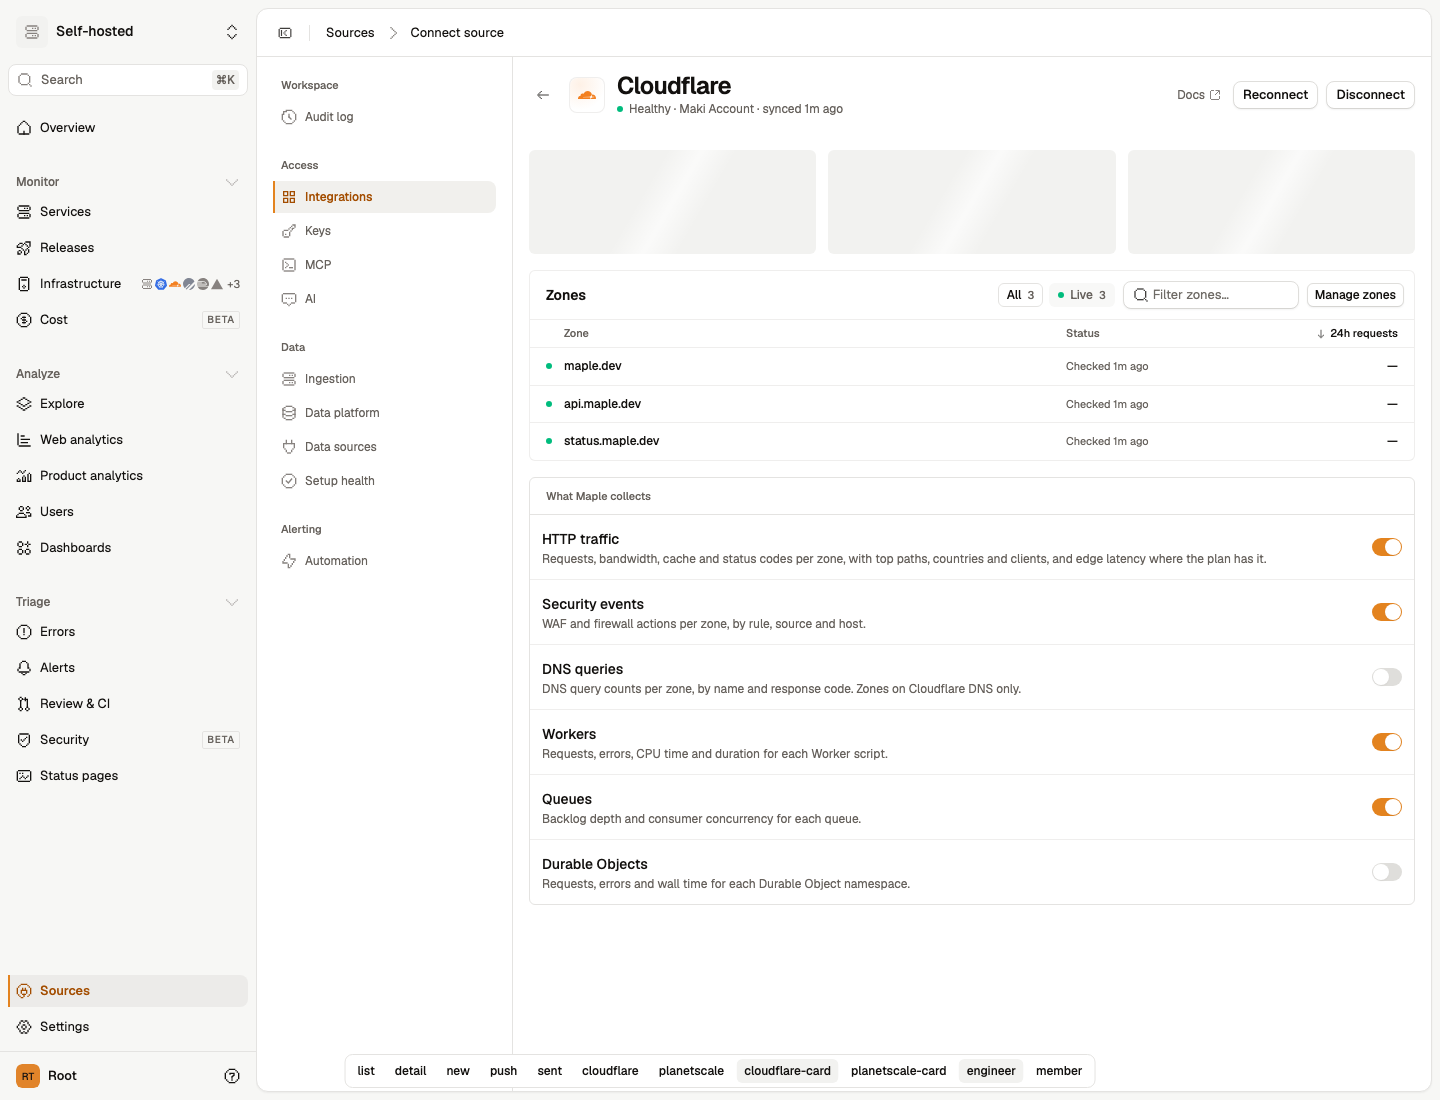 Self-hosted
Search ⌘K
Overview
Monitor
Services
Releases
Infrastructure +3
Cost BETA
Analyze
Explore
Web analytics
Product analytics
Users
Dashboards
Triage
Errors
Alerts
Review & CI
Security BETA
Status pages
Sources
Settings
RT Root
Sources Connect source
Workspace
Audit log
Access
Integrations
Keys
MCP
AI
Data
Ingestion
Data platform
Data sources
Setup health
Alerting
Automation
Cloudflare
Healthy · Maki Account · synced 1m ago
Docs Reconnect Disconnect
Zones All 3 Live 3 Filter zones... Manage zones
Zone Status ↓ 24h requests
maple.dev Checked 1m ago —
api.maple.dev Checked 1m ago —
status.maple.dev Checked 1m ago —
What Maple collects
HTTP traffic
Requests, bandwidth, cache and status codes per zone, with top paths, countries and clients, and edge latency where the plan has it.
Security events
WAF and firewall actions per zone, by rule, source and host.
DNS queries
DNS query counts per zone, by name and response code. Zones on Cloudflare DNS only.
Workers
Requests, errors, CPU time and duration for each Worker script.
Queues
Backlog depth and consumer concurrency for each queue.
Durable Objects
Requests, errors and wall time for each Durable Object namespace.
list detail new push sent cloudflare planetscale cloudflare-card planetscale-card engineer member